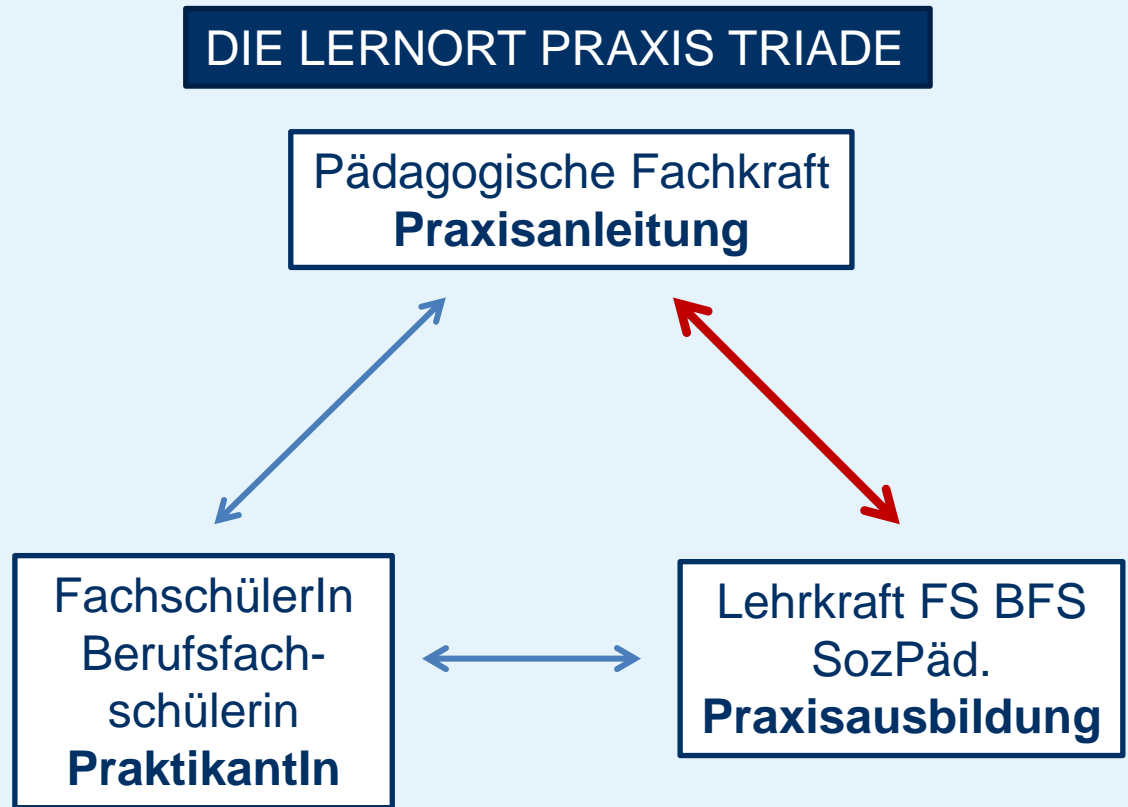 DIE LERNORT PRAXIS TRIADE
Pädagogische Fachkraft
Praxisanleitung
FachschülerIn
Berufsfach-
schülerin
PraktikantIn
Lehrkraft FS BFS
SozPäd.
Praxisausbildung